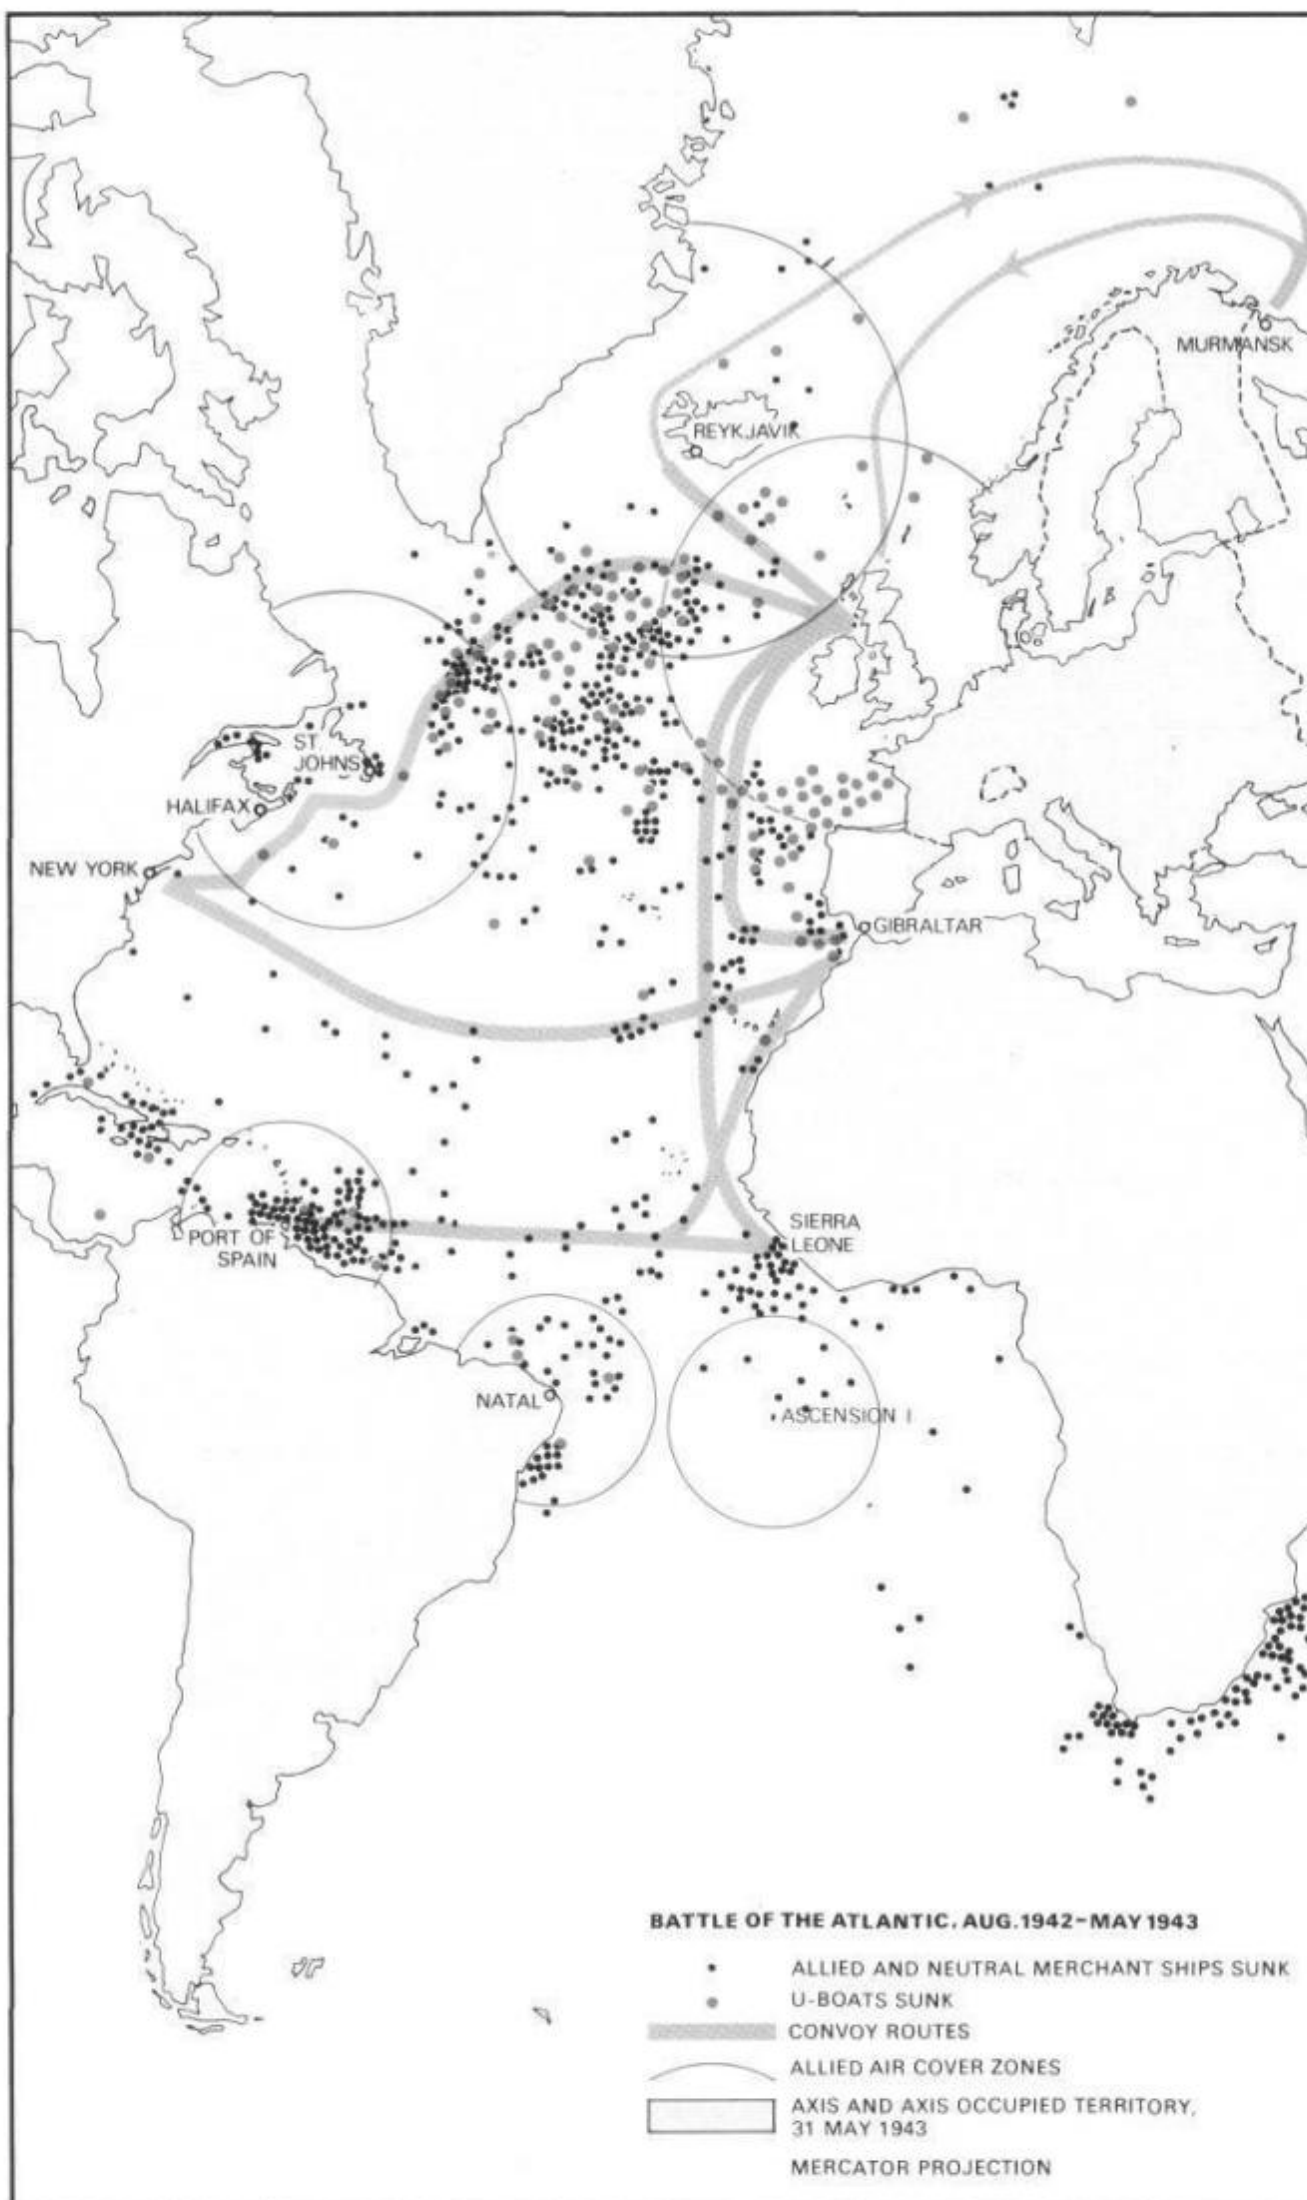 MURMANSK
REYKJAVIK
ST
JOHNS
HALIFAX
NEW YORK
GIBRALTAR
SIERRA
LEONE
PORT OF
SPAIN
NATAL
ASCENSION I
BATTLE OF THE ATLANTIC, AUG.1942–MAY 1943
ALLIED AND NEUTRAL MERCHANT SHIPS SUNK
U-BOATS SUNK
CONVOY ROUTES
ALLIED AIR COVER ZONES
AXIS AND AXIS OCCUPIED TERRITORY,
31 MAY 1943
MERCATOR PROJECTION